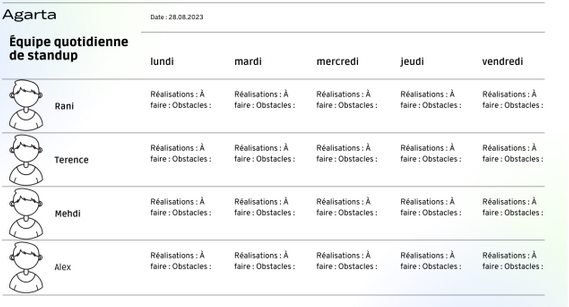 Agarta
Date : 28.08.2023
Équipe quotidienne
de standup
lundi mardi mercredi jeudi vendredi
Réalisations : À Réalisations : À Réalisations : À Réalisations : À Réalisations : À
Rani faire : Obstacles : faire : Obstacles : faire : Obstacles : faire : Obstacles : faire : Obstacles :
Réalisations : À Réalisations : À Réalisations : À Réalisations : À Réalisations : À
Terence faire : Obstacles : faire : Obstacles : faire : Obstacles : faire : Obstacles : faire : Obstacles :
Réalisations : À Réalisations : À Réalisations : À Réalisations : À Réalisations : À
Mehdi faire : Obstacles : faire : Obstacles : faire : Obstacles : faire : Obstacles : faire : Obstacles :
Réalisations : À Réalisations : À Réalisations : À Réalisations : À Réalisations : À
Alex faire : Obstacles : faire : Obstacles : faire : Obstacles : faire : Obstacles : faire : Obstacles :